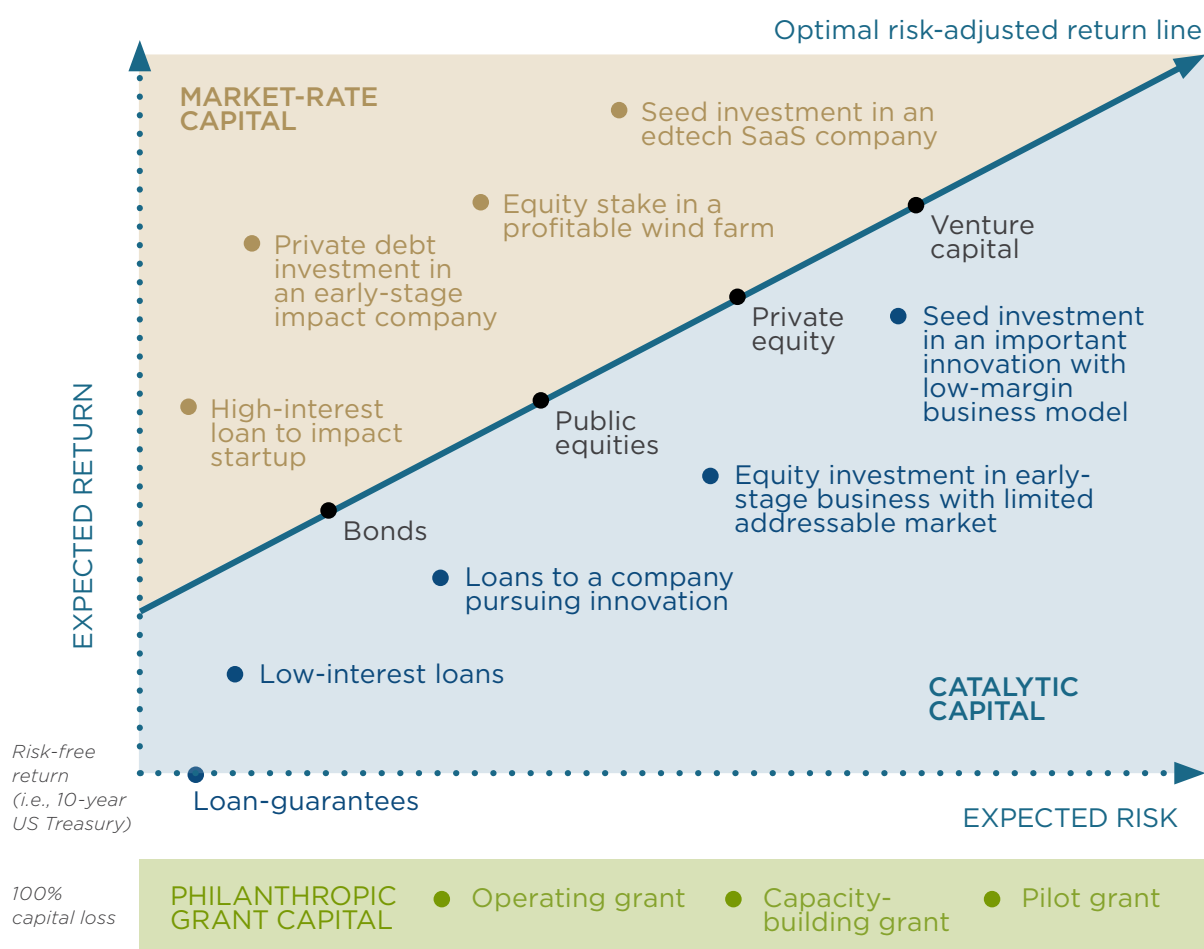 Optimal risk-adjusted return line
MARKET-RATE
CAPITAL
Seed investment in an
edtech SaaS company
Equity stake in a
profitable wind farm
Private debt
investment in
an early-stage
impact company
High-interest
loan to impact
startup
Venture
capital
Private
equity
Public
equities
Bonds
Seed investment
in an important
innovation with
low-margin
business model
Equity investment in early-
stage business with limited
addressable market
Loans to a company
pursuing innovation
Low-interest loans
CATALYTIC
CAPITAL
Loan-guarantees
EXPECTED RETURN
EXPECTED RISK
Risk-free
return
(i.e., 10-year
US Treasury)
100%
capital loss
PHILANTHROPIC
GRANT CAPITAL
Operating grant
Capacity-
building grant
Pilot grant